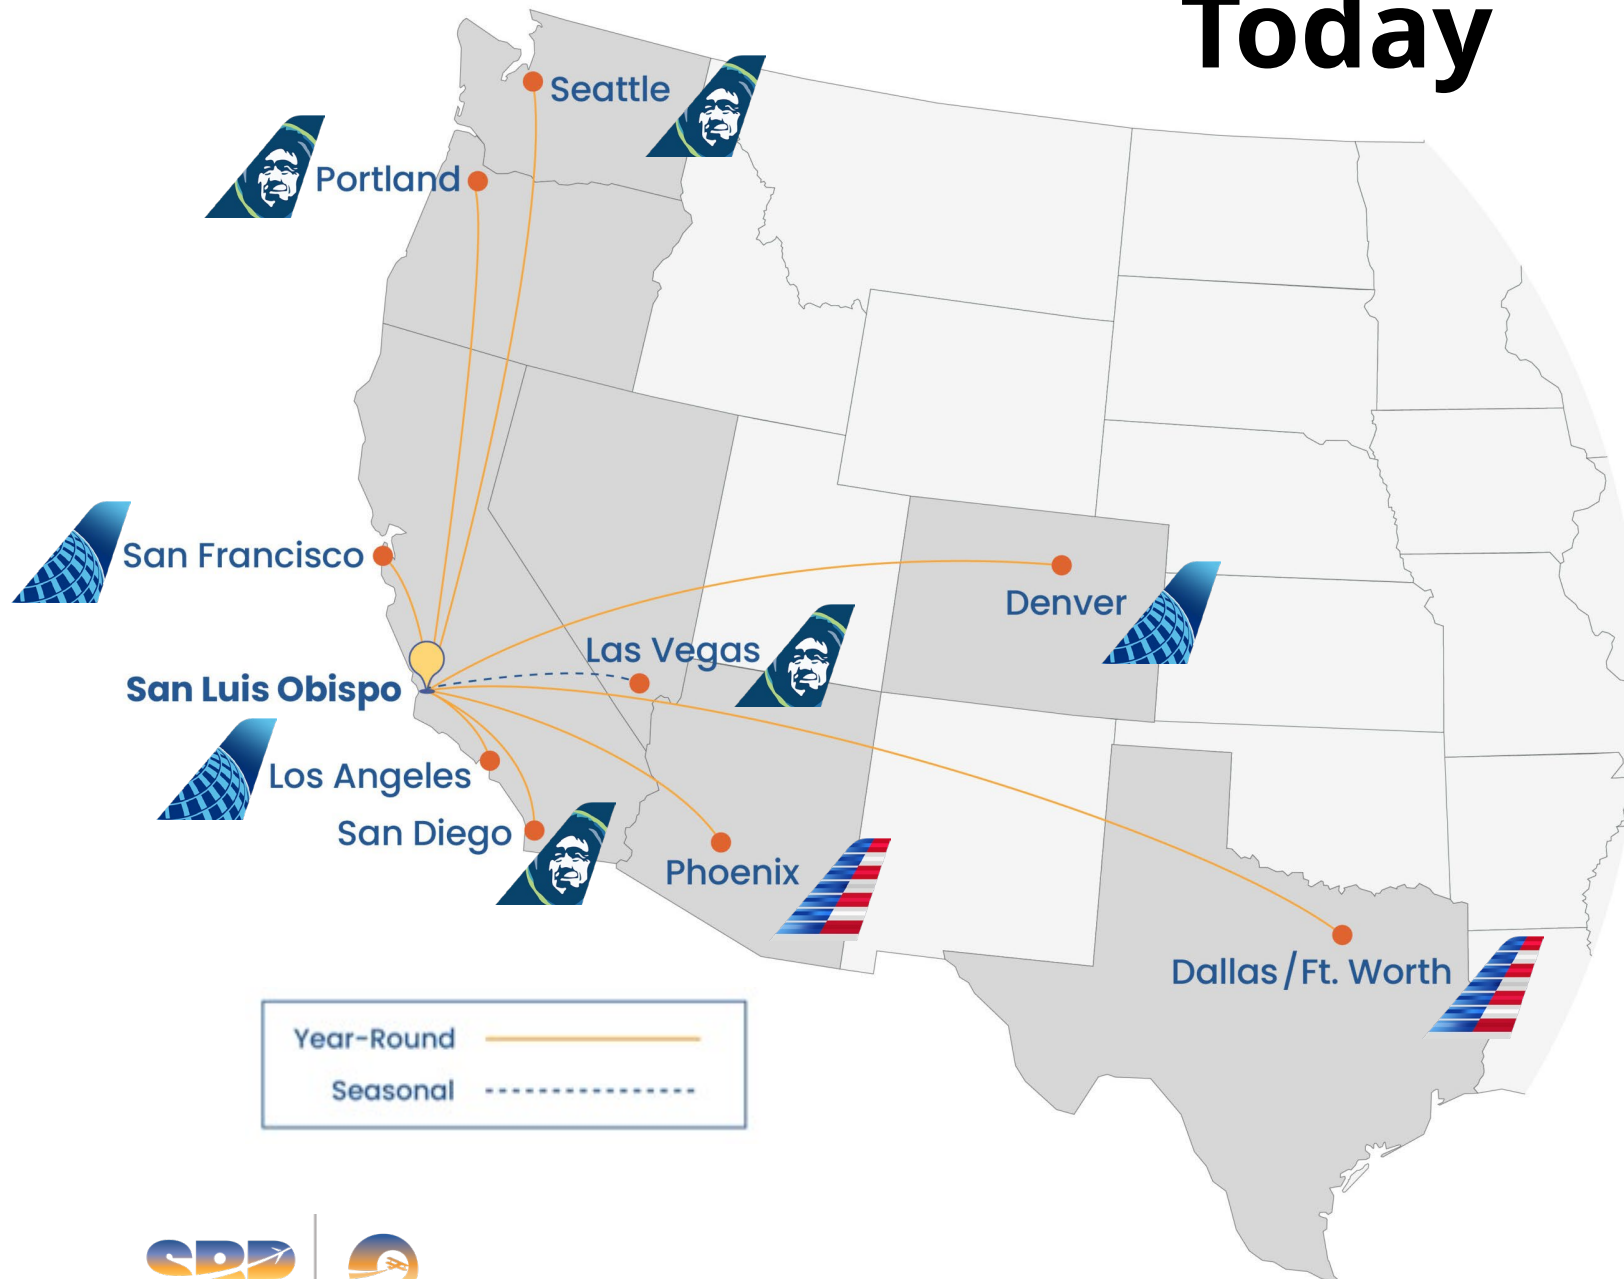 Today
Seattle
Portland
San Francisco
Denver
Las Vegas
San Luis Obispo
Los Angeles
San Diego
Phoenix
Dallas/Ft. Worth
Year-Round
Seasonal
SBP